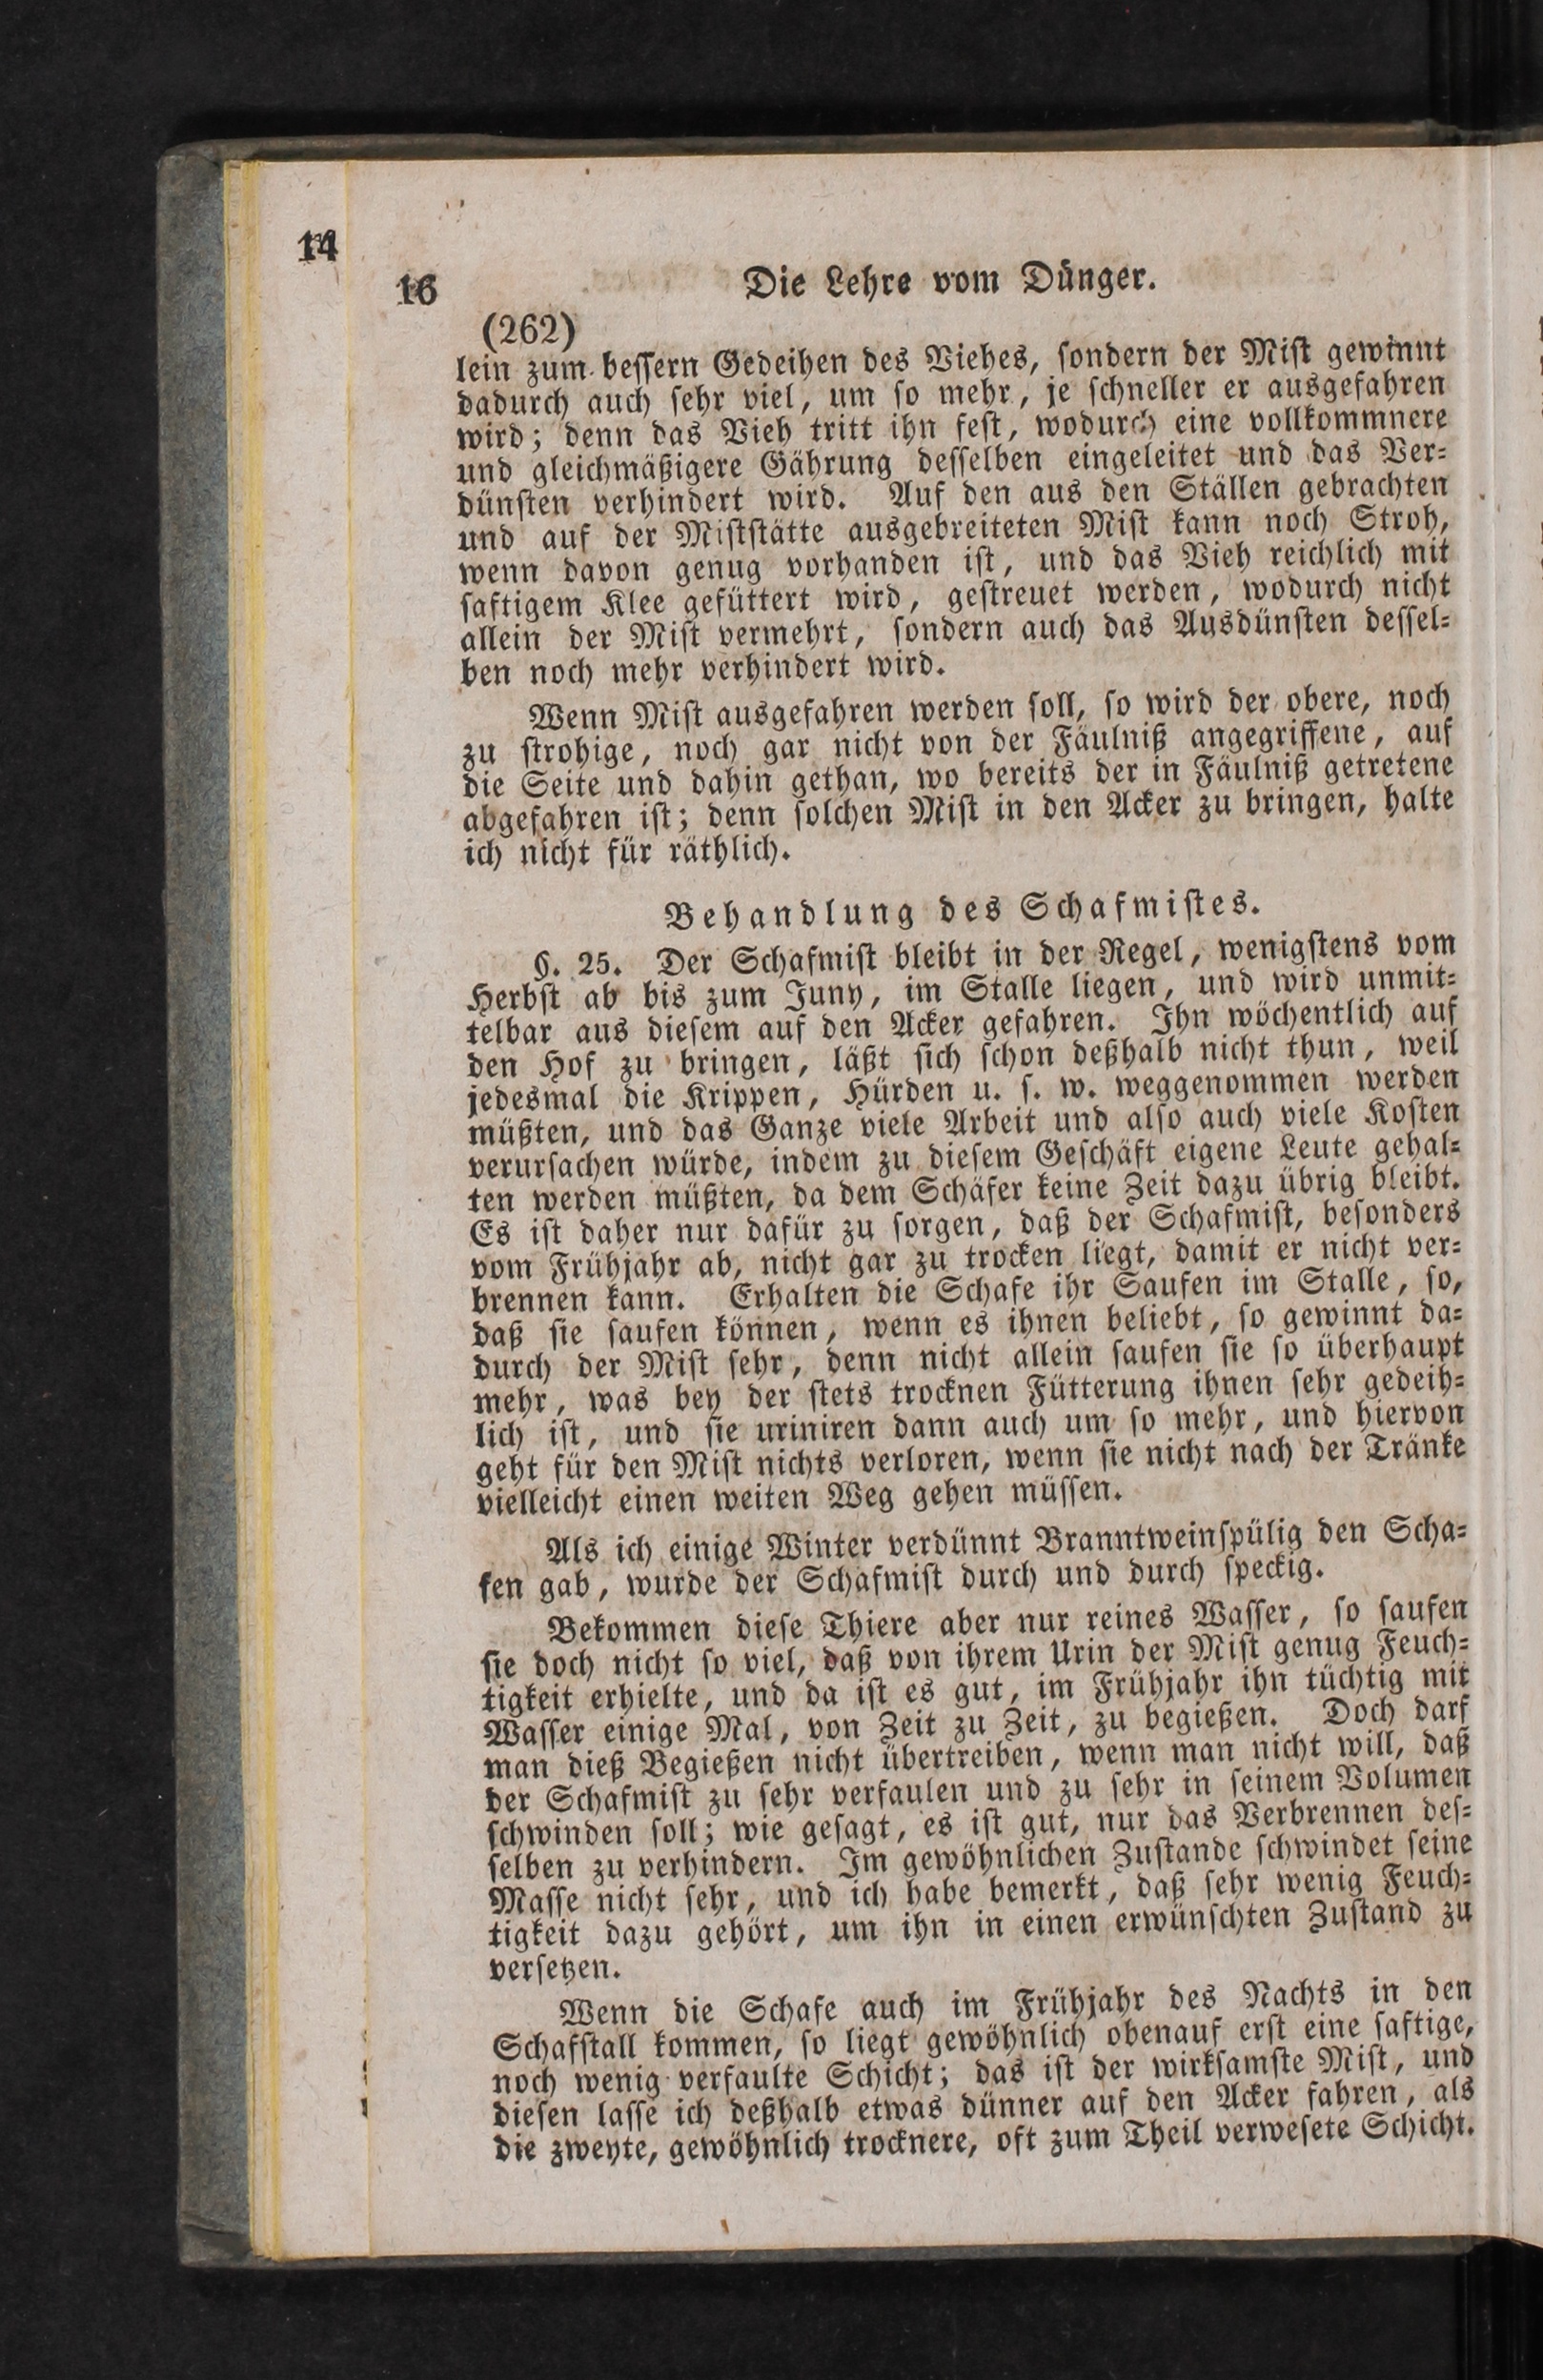 14
16 Die Lehre vom Dünger.
(262)
lein zum bessern Gedeihen des Viehes, sondern der Mist gewinnt
dadurch auch sehr viel, um so mehr, je schneller er ausgefahren
wird; denn das Vieh tritt ihn fest, wodurch eine vollkommnere
und gleichmäßigere Gährung desselben eingeleitet und das Ver-
dünsten verhindert wird. Auf den aus den Ställen gebrachten
und auf der Miststätte ausgebreiteten Mist kann noch Stroh,
wenn davon genug vorhanden ist, und das Vieh reichlich mit
saftigem Klee gefüttert wird, gestreuet werden, wodurch nicht
allein der Mist vermehrt, sondern auch das Ausdünsten dessel-
ben noch mehr verhindert wird.
Wenn Mist ausgefahren werden soll, so wird der obere, noch
zu strohige, noch gar nicht von der Fäulniß angegriffene, auf
die Seite und dahin gethan, wo bereits der in Fäulniß getretene
abgefahren ist; denn solchen Mist in den Acker zu bringen, halte
ich nicht für räthlich.
Behandlung des Schafmistes.
§. 25. Der Schafmist bleibt in der Regel, wenigstens vom
Herbst ab bis zum Juny, im Stalle liegen, und wird unmit-
telbar aus diesem auf den Acker gefahren. Ihn wöchentlich auf
den Hof zu bringen, läßt sich schon deßhalb nicht thun, weil
jedesmal die Krippen, Hürden u. s. w. weggenommen werden
müßten, und das Ganze viele Arbeit und also auch viele Kosten
verursachen würde, indem zu diesem Geschäft eigene Leute gehal-
ten werden müßten, da dem Schäfer keine Zeit dazu übrig bleibt.
Es ist daher nur dafür zu sorgen, daß der Schafmist, besonders
vom Frühjahr ab, nicht gar zu trocken liegt, damit er nicht ver-
brennen kann. Erhalten die Schafe ihr Saufen im Stalle, so,
daß sie saufen können, wenn es ihnen beliebt, so gewinnt da-
durch der Mist sehr, denn nicht allein saufen sie so überhaupt
mehr, was bey der stets trocknen Fütterung ihnen sehr gedeih-
lich ist, und sie uriniren dann auch um so mehr, und hiervon
geht für den Mist nichts verloren, wenn sie nicht nach der Tränke
vielleicht einen weiten Weg gehen müssen.
Als ich einige Winter verdünnt Branntweinspülig den Scha-
fen gab, wurde der Schafmist durch und durch speckig.
Bekommen diese Thiere aber nur reines Wasser, so saufen
sie doch nicht so viel, daß von ihrem Urin der Mist genug Feuch-
tigkeit erhielte, und da ist es gut, im Frühjahr ihn tüchtig mit
Wasser einige Mal, von Zeit zu Zeit, zu begießen. Doch darf
man dieß Begießen nicht übertreiben, wenn man nicht will, daß
der Schafmist zu sehr verfaulen und zu sehr in seinem Volumen
schwinden soll; wie gesagt, es ist gut, nur das Verbrennen des-
selben zu verhindern. Im gewöhnlichen Zustande schwindet seine
Masse nicht sehr, und ich habe bemerkt, daß sehr wenig Feuch-
tigkeit dazu gehört, um ihn in einen erwünschten Zustand zu
versetzen.
Wenn die Schafe auch im Frühjahr des Nachts in den
Schafstall kommen, so liegt gewöhnlich obenauf erst eine saftige,
noch wenig verfaulte Schicht; das ist der wirksamste Mist, und
diesen lasse ich deßhalb etwas dünner auf den Acker fahren, als
die zweyte, gewöhnlich trocknere, oft zum Theil verwesete Schicht.